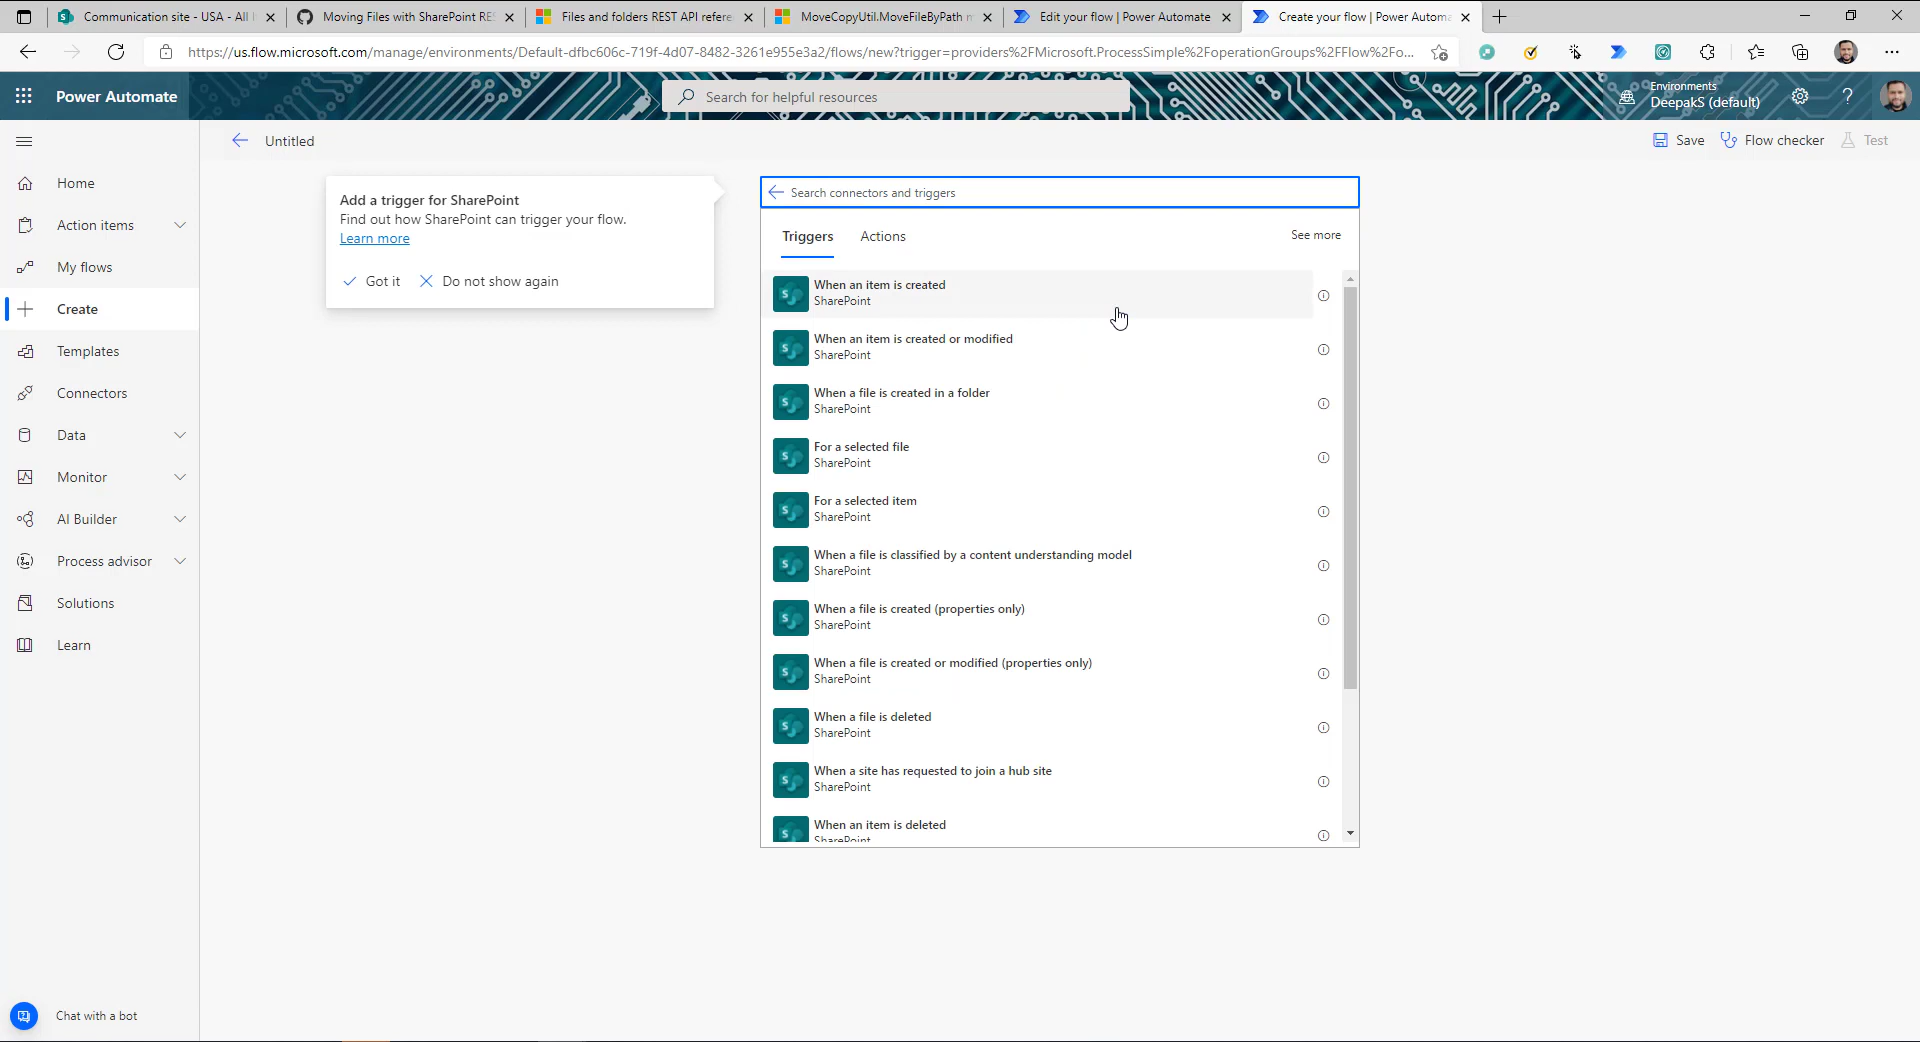 Communication site - USA - All
Moving Files with SharePoint RES
Files and folders REST API refere
MoveCopyUtil.MoveFileByPath m
Edit your flow | Power Automate
Create your flow | Power Automa
https://us.flow.microsoft.com/manage/environments/Default-dfbc606c-719f-4d07-8482-3261e955e3a2/flows/new?trigger=providers%2FMicrosoft.ProcessSimple%2FoperationGroups%2FFlow%2Fo...
Power Automate
Search for helpful resources
Environments
DeepakS (default)
Untitled
Save
Flow checker
Test
Home
Action items
My flows
Create
Templates
Connectors
Data
Monitor
AI Builder
Process advisor
Solutions
Learn
Chat with a bot
Add a trigger for SharePoint
Find out how SharePoint can trigger your flow.
Learn more
Got it
Do not show again
Search connectors and triggers
Triggers
Actions
See more
When an item is created
SharePoint
When an item is created or modified
SharePoint
When a file is created in a folder
SharePoint
For a selected file
SharePoint
For a selected item
SharePoint
When a file is classified by a content understanding model
SharePoint
When a file is created (properties only)
SharePoint
When a file is created or modified (properties only)
SharePoint
When a file is deleted
SharePoint
When a site has requested to join a hub site
SharePoint
When an item is deleted
SharePoint